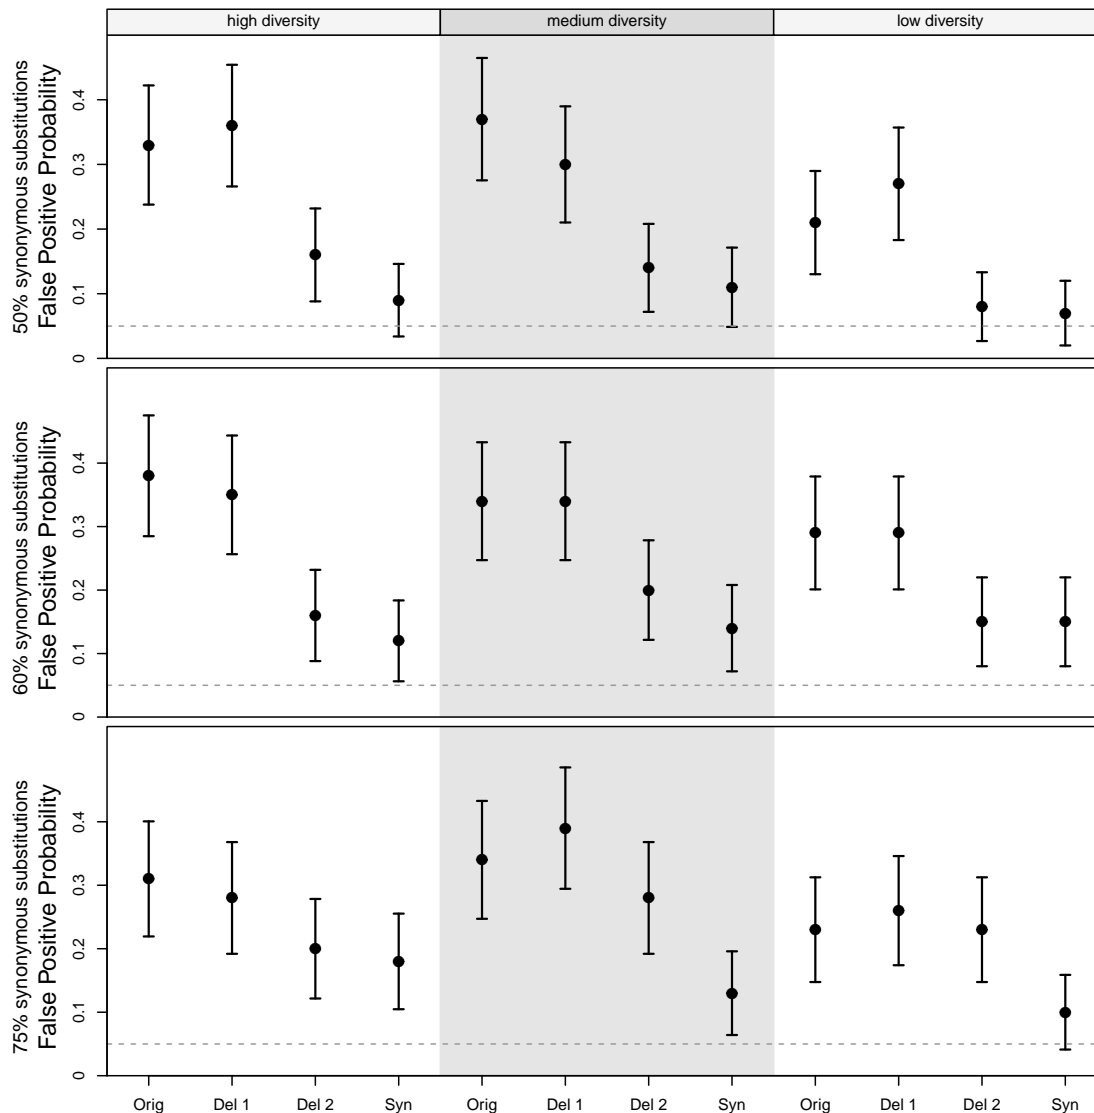 high diversity
medium diversity
low diversity
50% synonymous substitutions
False Positive Probability
0.4
0.3
0.2
0.1
0
60% synonymous substitutions
False Positive Probability
0.4
0.3
0.2
0.1
0
75% synonymous substitutions
False Positive Probability
0.4
0.3
0.2
0.1
0
Orig Del 1 Del 2 Syn Orig Del 1 Del 2 Syn Orig Del 1 Del 2 Syn